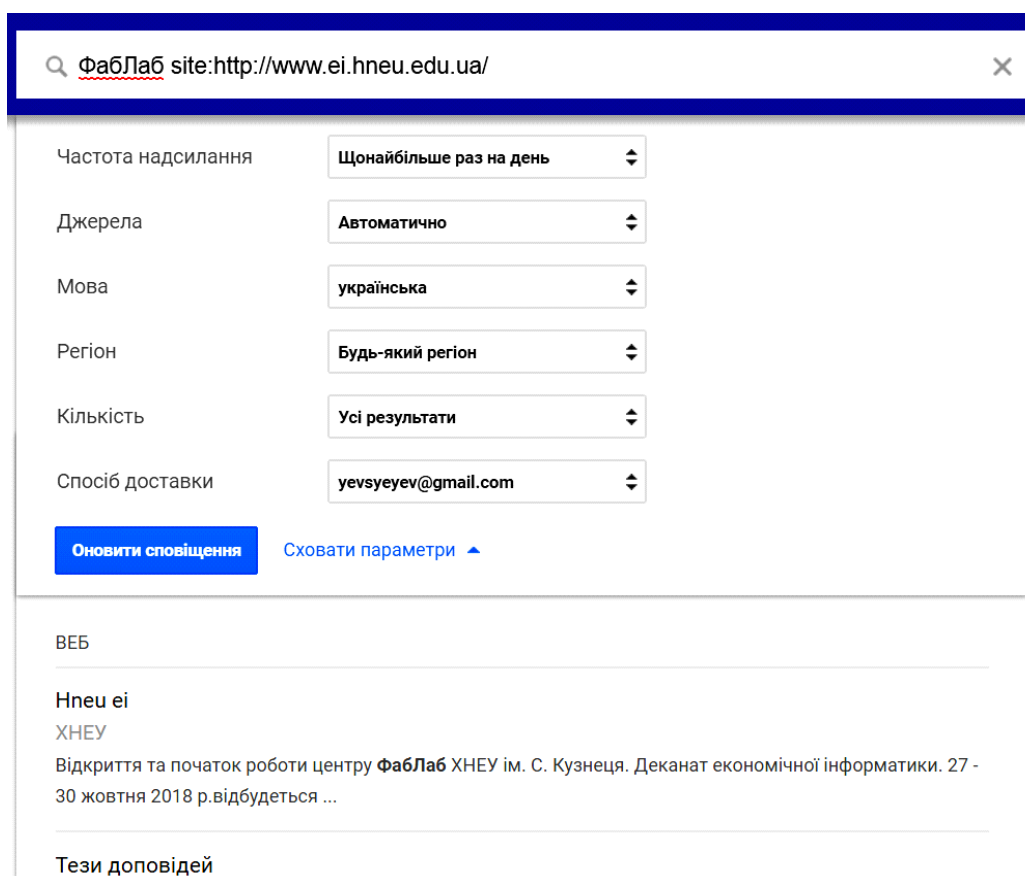 ФабЛаб site:http://www.ei.hneu.edu.ua/
Частота надсилання Щонайбільше раз на день
Джерела Автоматично
Мова українська
Регіон Будь-який регіон
Кількість Усі результати
Спосіб доставки yevsyeyev@gmail.com
Оновити сповіщення Сховати параметри
ВЕБ
Hneu ei
ХНЕУ
Відкриття та початок роботи центру ФабЛаб ХНЕУ ім. С. Кузнеця. Деканат економічної інформатики. 27 -
30 жовтня 2018 р.відбудеться ...
Тези доповідей